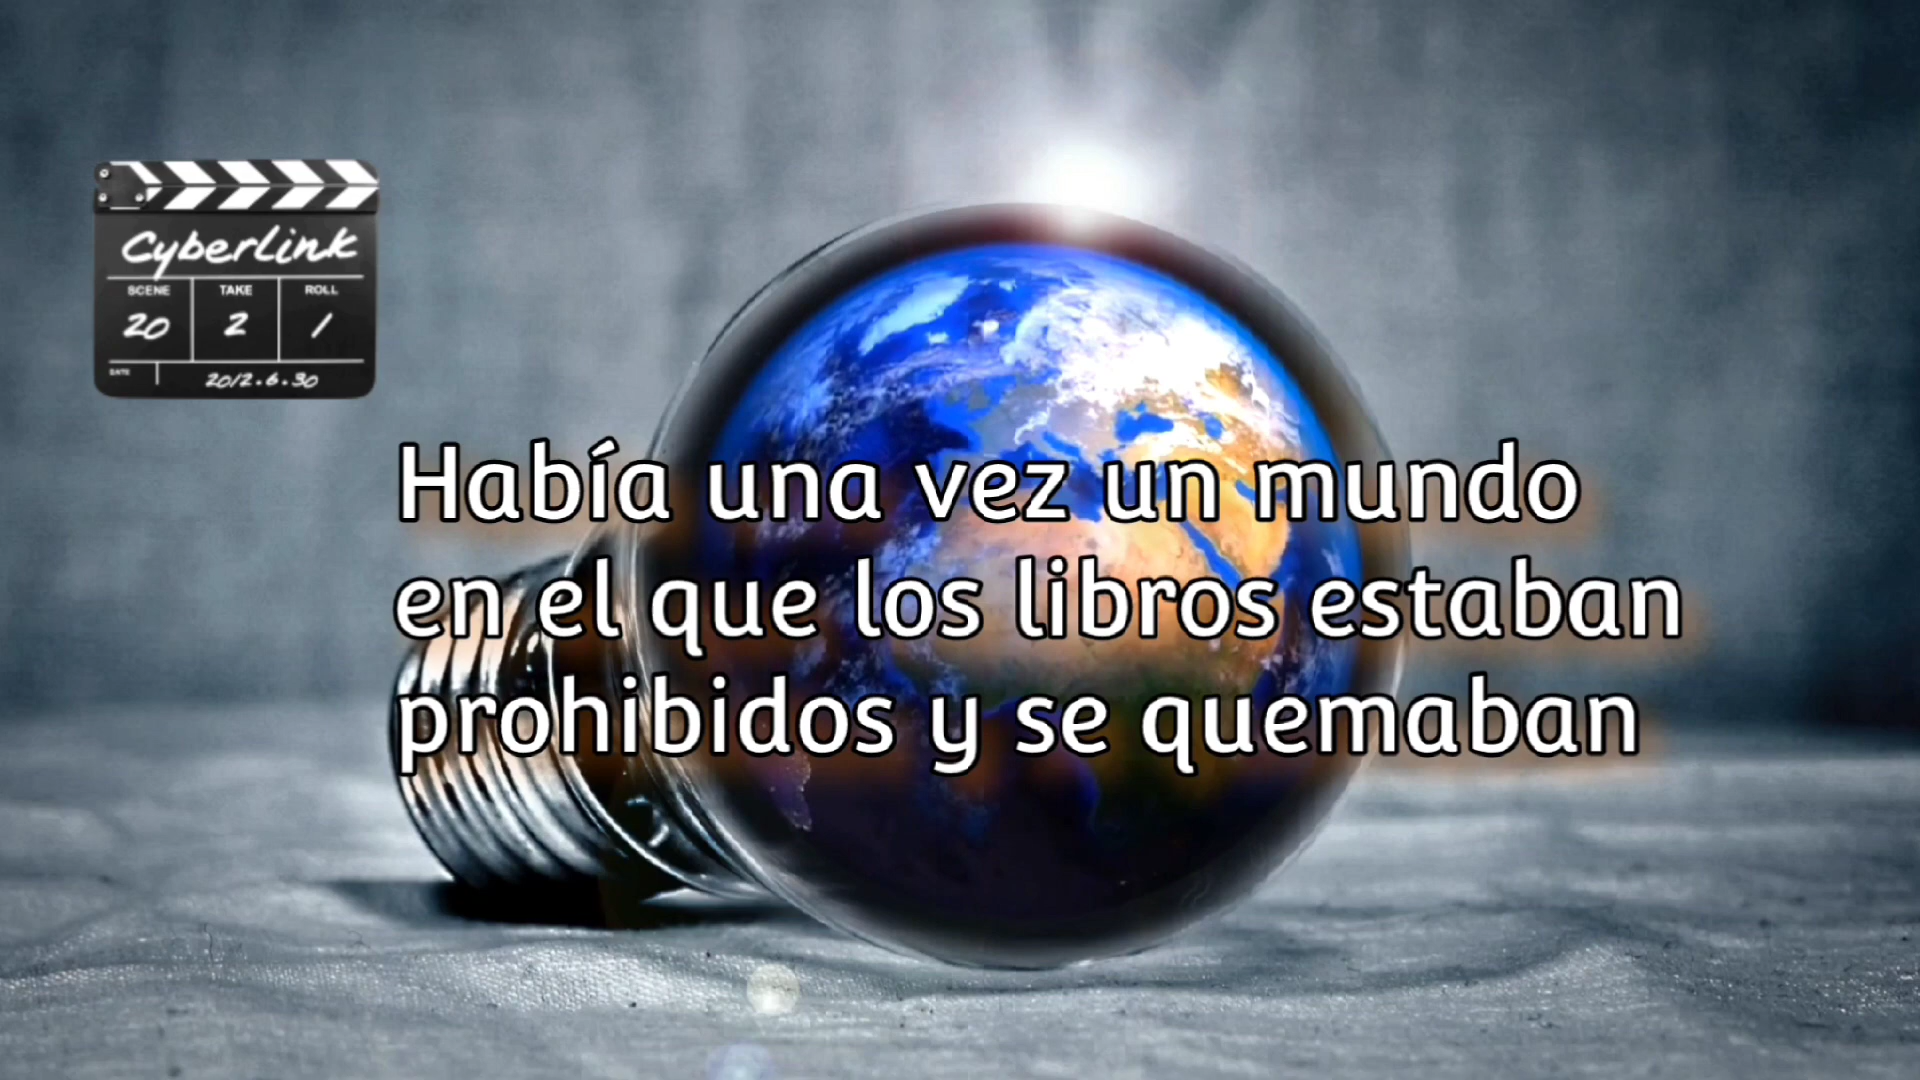 CyberLink
SCENE TAKE ROLL
20 2 1
DATE 2012.6.30
Había una vez un mundo
en el que los libros estaban
prohibidos y se quemaban